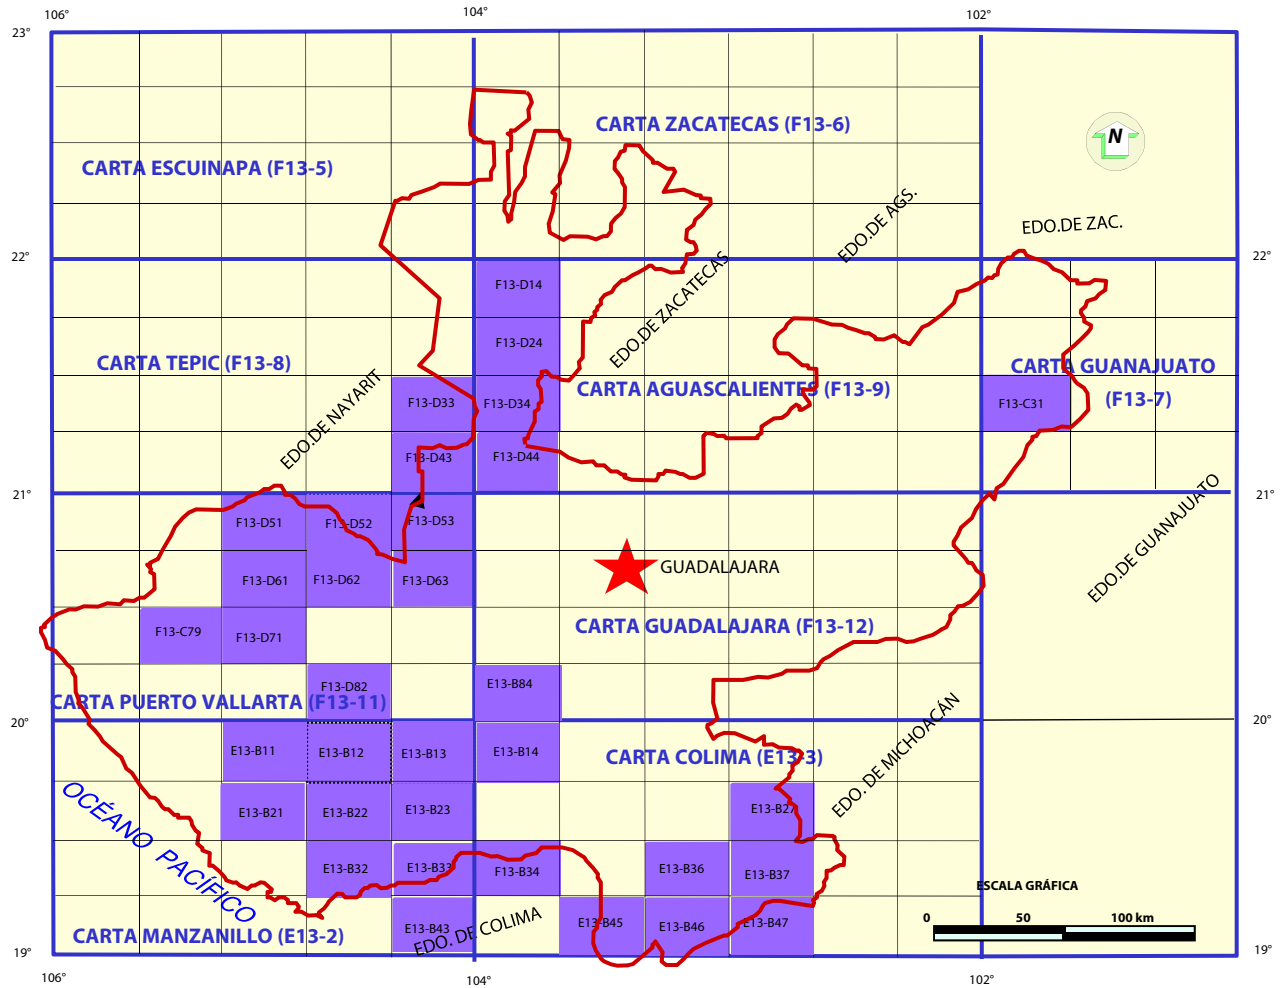 106°
104°
102°
23°
CARTA ZACATECAS (F13-6)
N
CARTA ESCUINAPA (F13-5)
EDO.DE AGS.
EDO.DE ZAC.
22°
22°
F13-D14
EDO.DE ZACATECAS
F13-D24
CARTA TEPIC (F13-8)
CARTA GUANAJUATO
(F13-7)
CARTA AGUASCALIENTES (F13-9)
EDO.DE NAYARIT
F13-D33
F13-D34
F13-C31
F13-D43
F13-D44
21°
21°
F13-D51
F13-D52
F13-D53
EDO.DE GUANAJUATO
GUADALAJARA
F13-D61
F13-D62
F13-D63
F13-C79
F13-D71
CARTA GUADALAJARA (F13-12)
F13-D82
E13-B84
CARTA PUERTO VALLARTA (F13-11)
20°
20°
E13-B11
E13-B12
E13-B13
E13-B14
CARTA COLIMA (E13-3)
EDO. DE MICHOACÁN
OCÉANO PACÍFICO
E13-B21
E13-B22
E13-B23
E13-B27
E13-B32
E13-B33
F13-B34
E13-B36
E13-B37
ESCALA GRÁFICA
0 50 100 km
E13-B43
EDO. DE COLIMA
E13-B45
E13-B46
E13-B47
CARTA MANZANILLO (E13-2)
19°
19°
106°
104°
102°